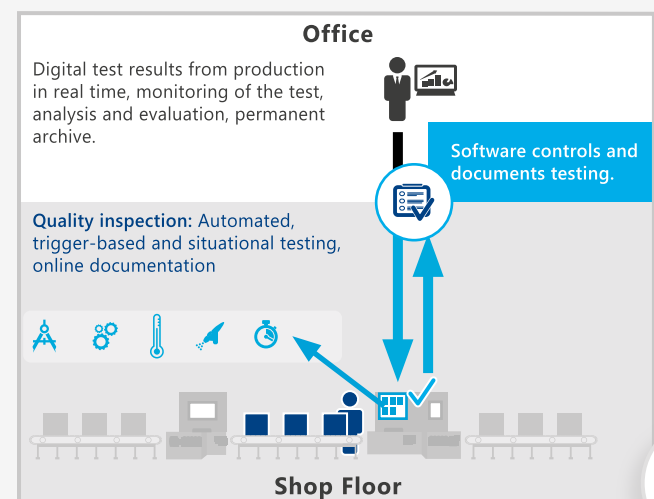 Office
Digital test results from production
in real time, monitoring of the test,
analysis and evaluation, permanent
archive.
Software controls and
documents testing.
Quality inspection: Automated,
trigger-based and situational testing,
online documentation
Shop Floor